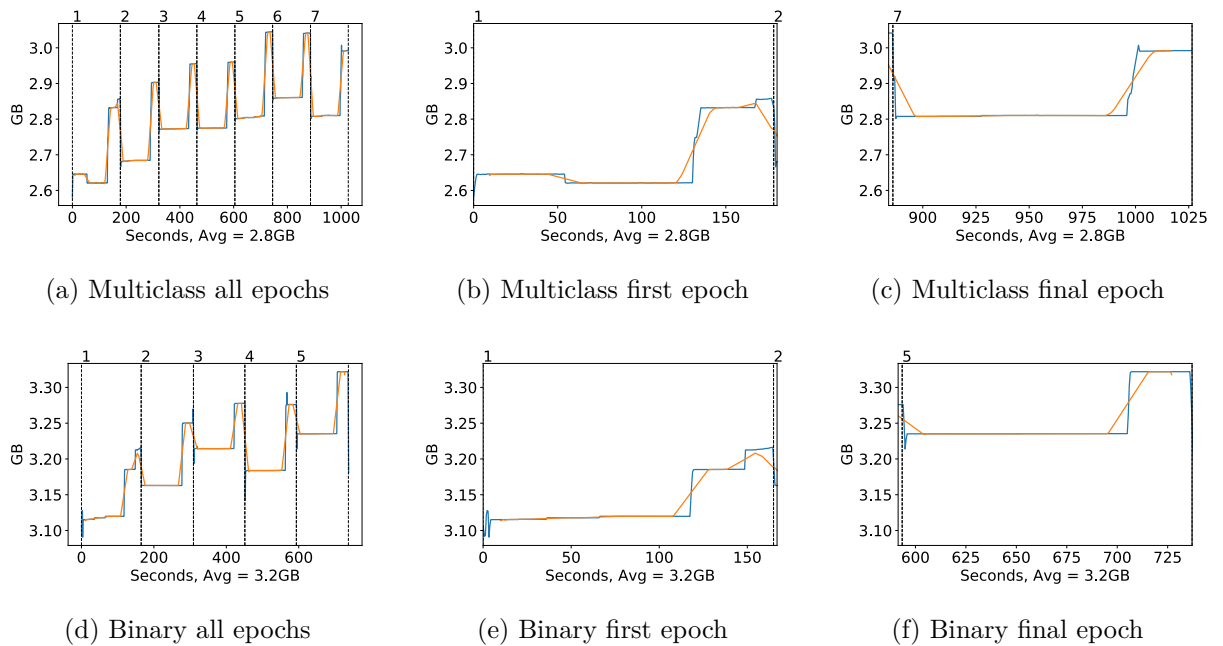 1 2 3 4 5 6 7
3.0
2.9
2.8
2.7
2.6
GB
0 200 400 600 800 1000
Seconds, Avg = 2.8GB
(a) Multiclass all epochs
1 2
3.0
2.9
2.8
2.7
2.6
GB
0 50 100 150
Seconds, Avg = 2.8GB
(b) Multiclass first epoch
7
3.0
2.9
2.8
2.7
2.6
GB
900 925 950 975 1000 1025
Seconds, Avg = 2.8GB
(c) Multiclass final epoch
1 2 3 4 5
3.30
3.25
3.20
3.15
3.10
GB
0 200 400 600
Seconds, Avg = 3.2GB
(d) Binary all epochs
1 2
3.30
3.25
3.20
3.15
3.10
GB
0 50 100 150
Seconds, Avg = 3.2GB
(e) Binary first epoch
5
3.30
3.25
3.20
3.15
3.10
GB
600 625 650 675 700 725
Seconds, Avg = 3.2GB
(f) Binary final epoch